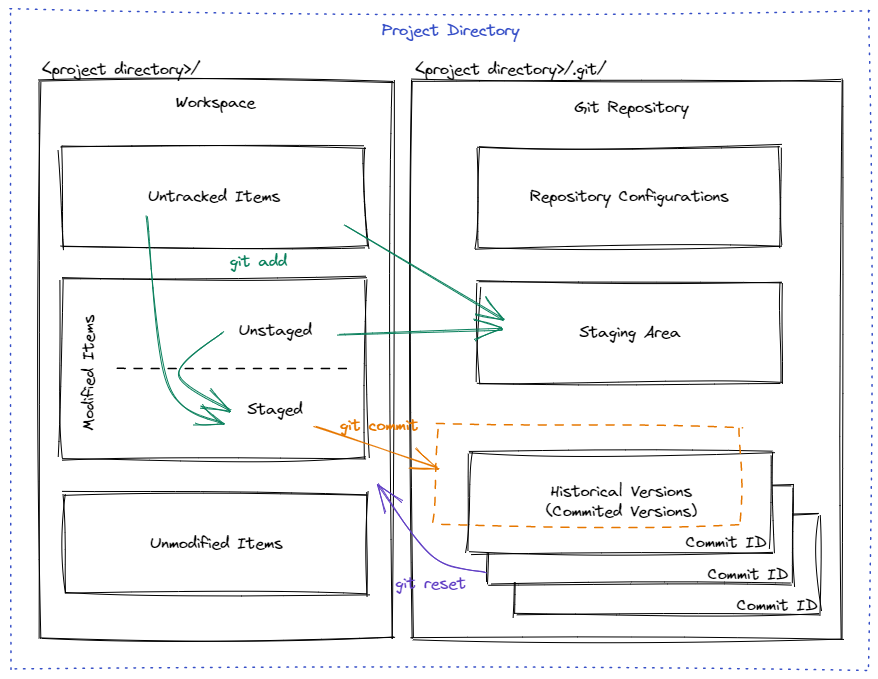 Project Directory
<project directory>/
<project directory>/.git/
Workspace
Git Repository
Untracked Items
Repository Configurations
git add
Modified Items
Unstaged
Staging Area
Staged
git commit
Historical Versions
(Commited Versions)
Unmodified Items
Commit ID
Commit ID
git reset
Commit ID